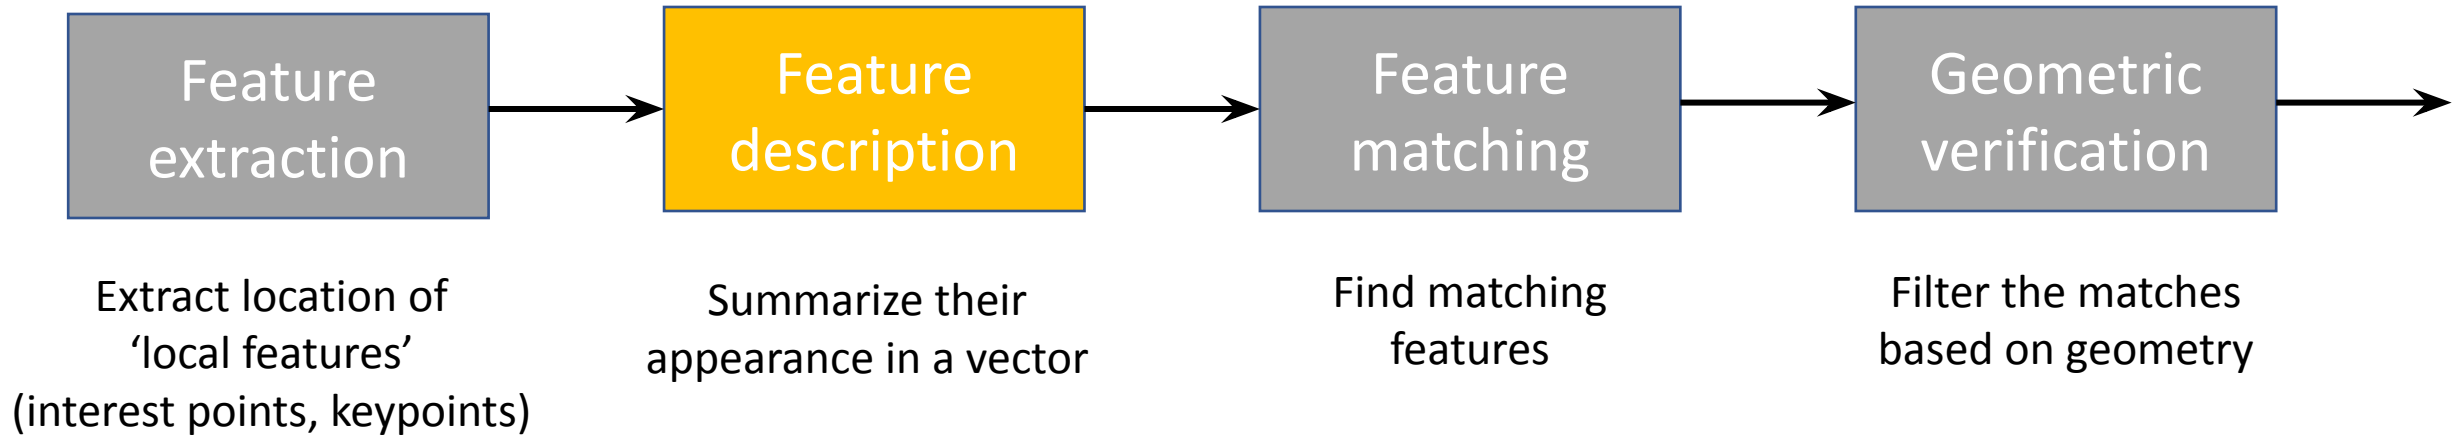 Feature
extraction
Extract location of
‘local features’
(interest points, keypoints)
Feature
description
Summarize their
appearance in a vector
Feature
matching
Find matching
features
Geometric
verification
Filter the matches
based on geometry